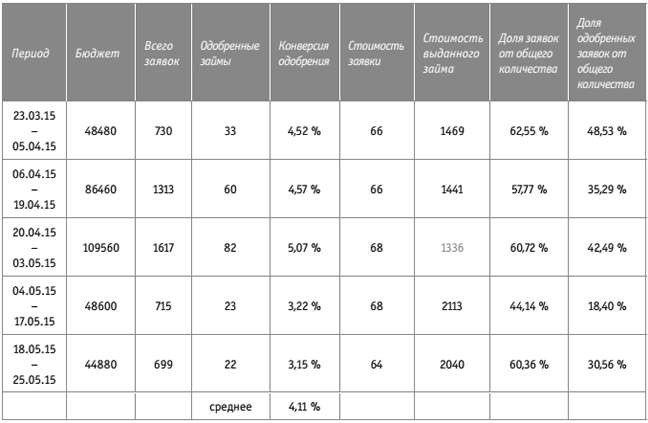 Период Бюджет Всего заявок Одобренные займы Конверсия одобрения Стоимость заявки Стоимость выданного займа Доля заявок от общего количества Доля одобренных заявок от общего количества
23.03.15 – 05.04.15 48480 730 33 4,52 % 66 1469 62,55 % 48,53 %
06.04.15 – 19.04.15 86460 1313 60 4,57 % 66 1441 57,77 % 35,29 %
20.04.15 – 03.05.15 109560 1617 82 5,07 % 68 1336 60,72 % 42,49 %
04.05.15 – 17.05.15 48600 715 23 3,22 % 68 2113 44,14 % 18,40 %
18.05.15 – 25.05.15 44880 699 22 3,15 % 64 2040 60,36 % 30,56 %
среднее 4,11 %